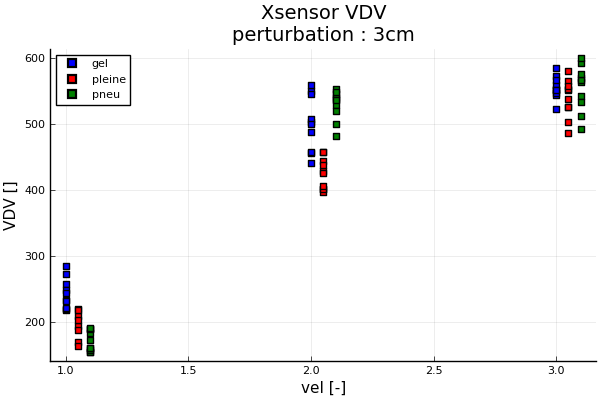 Xsensor VDV
perturbation : 3cm
gel
pleine
pneu
600
500
400
300
200
VDV []
1.0
1.5
2.0
2.5
3.0
vel [-]